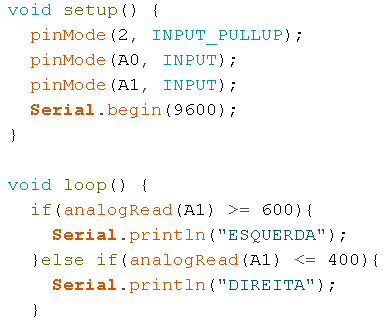 void setup() {
  pinMode(2, INPUT_PULLUP);
  pinMode(A0, INPUT);
  pinMode(A1, INPUT);
  Serial.begin(9600);
}

void loop() {
  if(analogRead(A1) >= 600){
    Serial.println("ESQUERDA");
  }else if(analogRead(A1) <= 400){
    Serial.println("DIREITA");
  }